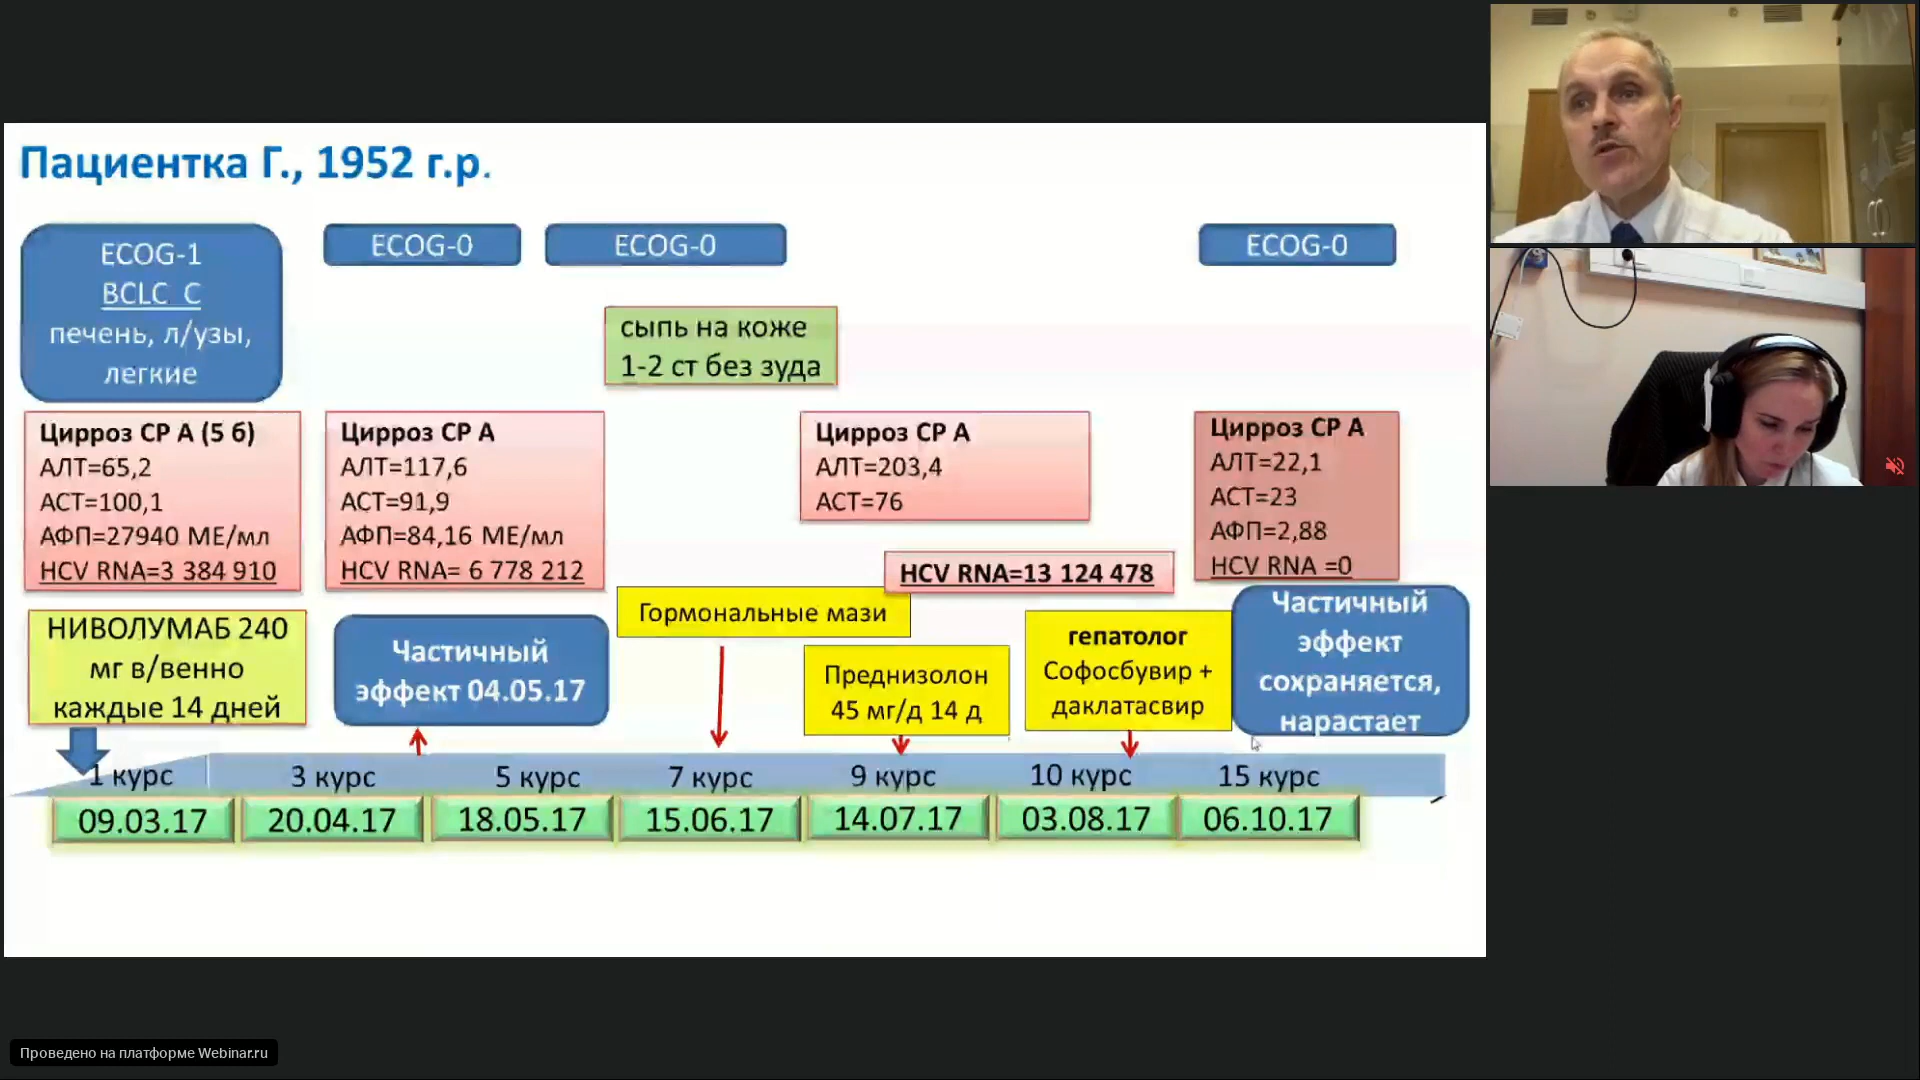 Пациентка Г., 1952 г.р.
ECOG-1
BCLC C
печень, л/узы,
легкие
ECOG-0
ECOG-0
ECOG-0
сыпь на коже
1-2 ст без зуда
Цирроз СР А (5 б)
АЛТ=65,2
АСТ=100,1
АФП=27940 МЕ/мл
HCV RNA=3 384 910
Цирроз СР А
АЛТ=117,6
АСТ=91,9
АФП=84,16 МЕ/мл
HCV RNA= 6 778 212
Цирроз СР А
АЛТ=203,4
АСТ=76
HCV RNA=13 124 478
Цирроз СР А
АЛТ=22,1
АСТ=23
АФП=2,88
HCV RNA =0
НИВОЛУМАБ 240
мг в/венно
каждые 14 дней
Частичный
эффект 04.05.17
Гормональные мази
Преднизолон
45 мг/д 14 д
гепатолог
Софосбувир +
даклатасвир
Частичный
эффект
сохраняется,
нарастает
1 курс
3 курс
5 курс
7 курс
9 курс
10 курс
15 курс
09.03.17
20.04.17
18.05.17
15.06.17
14.07.17
03.08.17
06.10.17
Проведено на платформе Webinar.ru